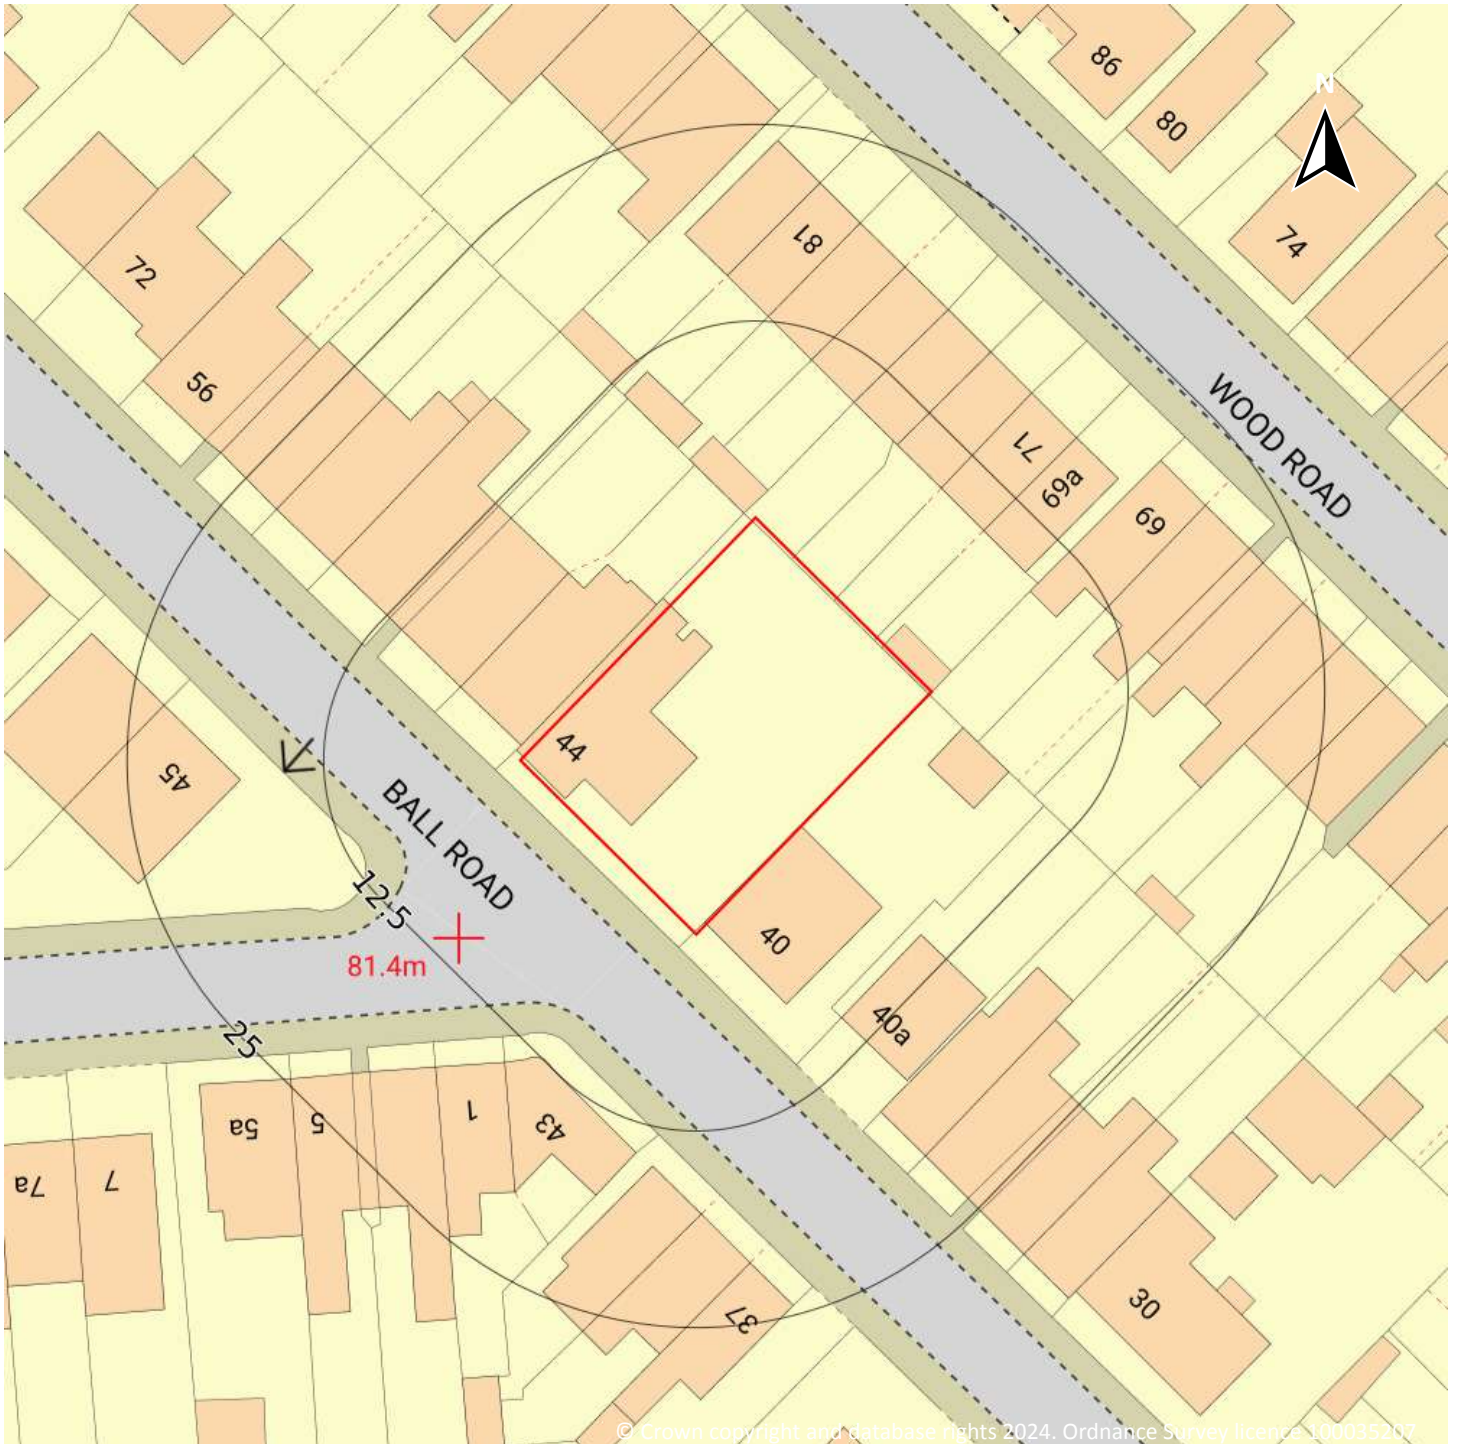 86
N
80
81
74
72
56
WOOD ROAD
71
69a
69
44
45
BALL ROAD
12.5
40
81.4m
40a
25
5a
5
1
43
7a
7
30
37
© Crown copyright and database rights 2024. Ordnance Survey licence 100035207